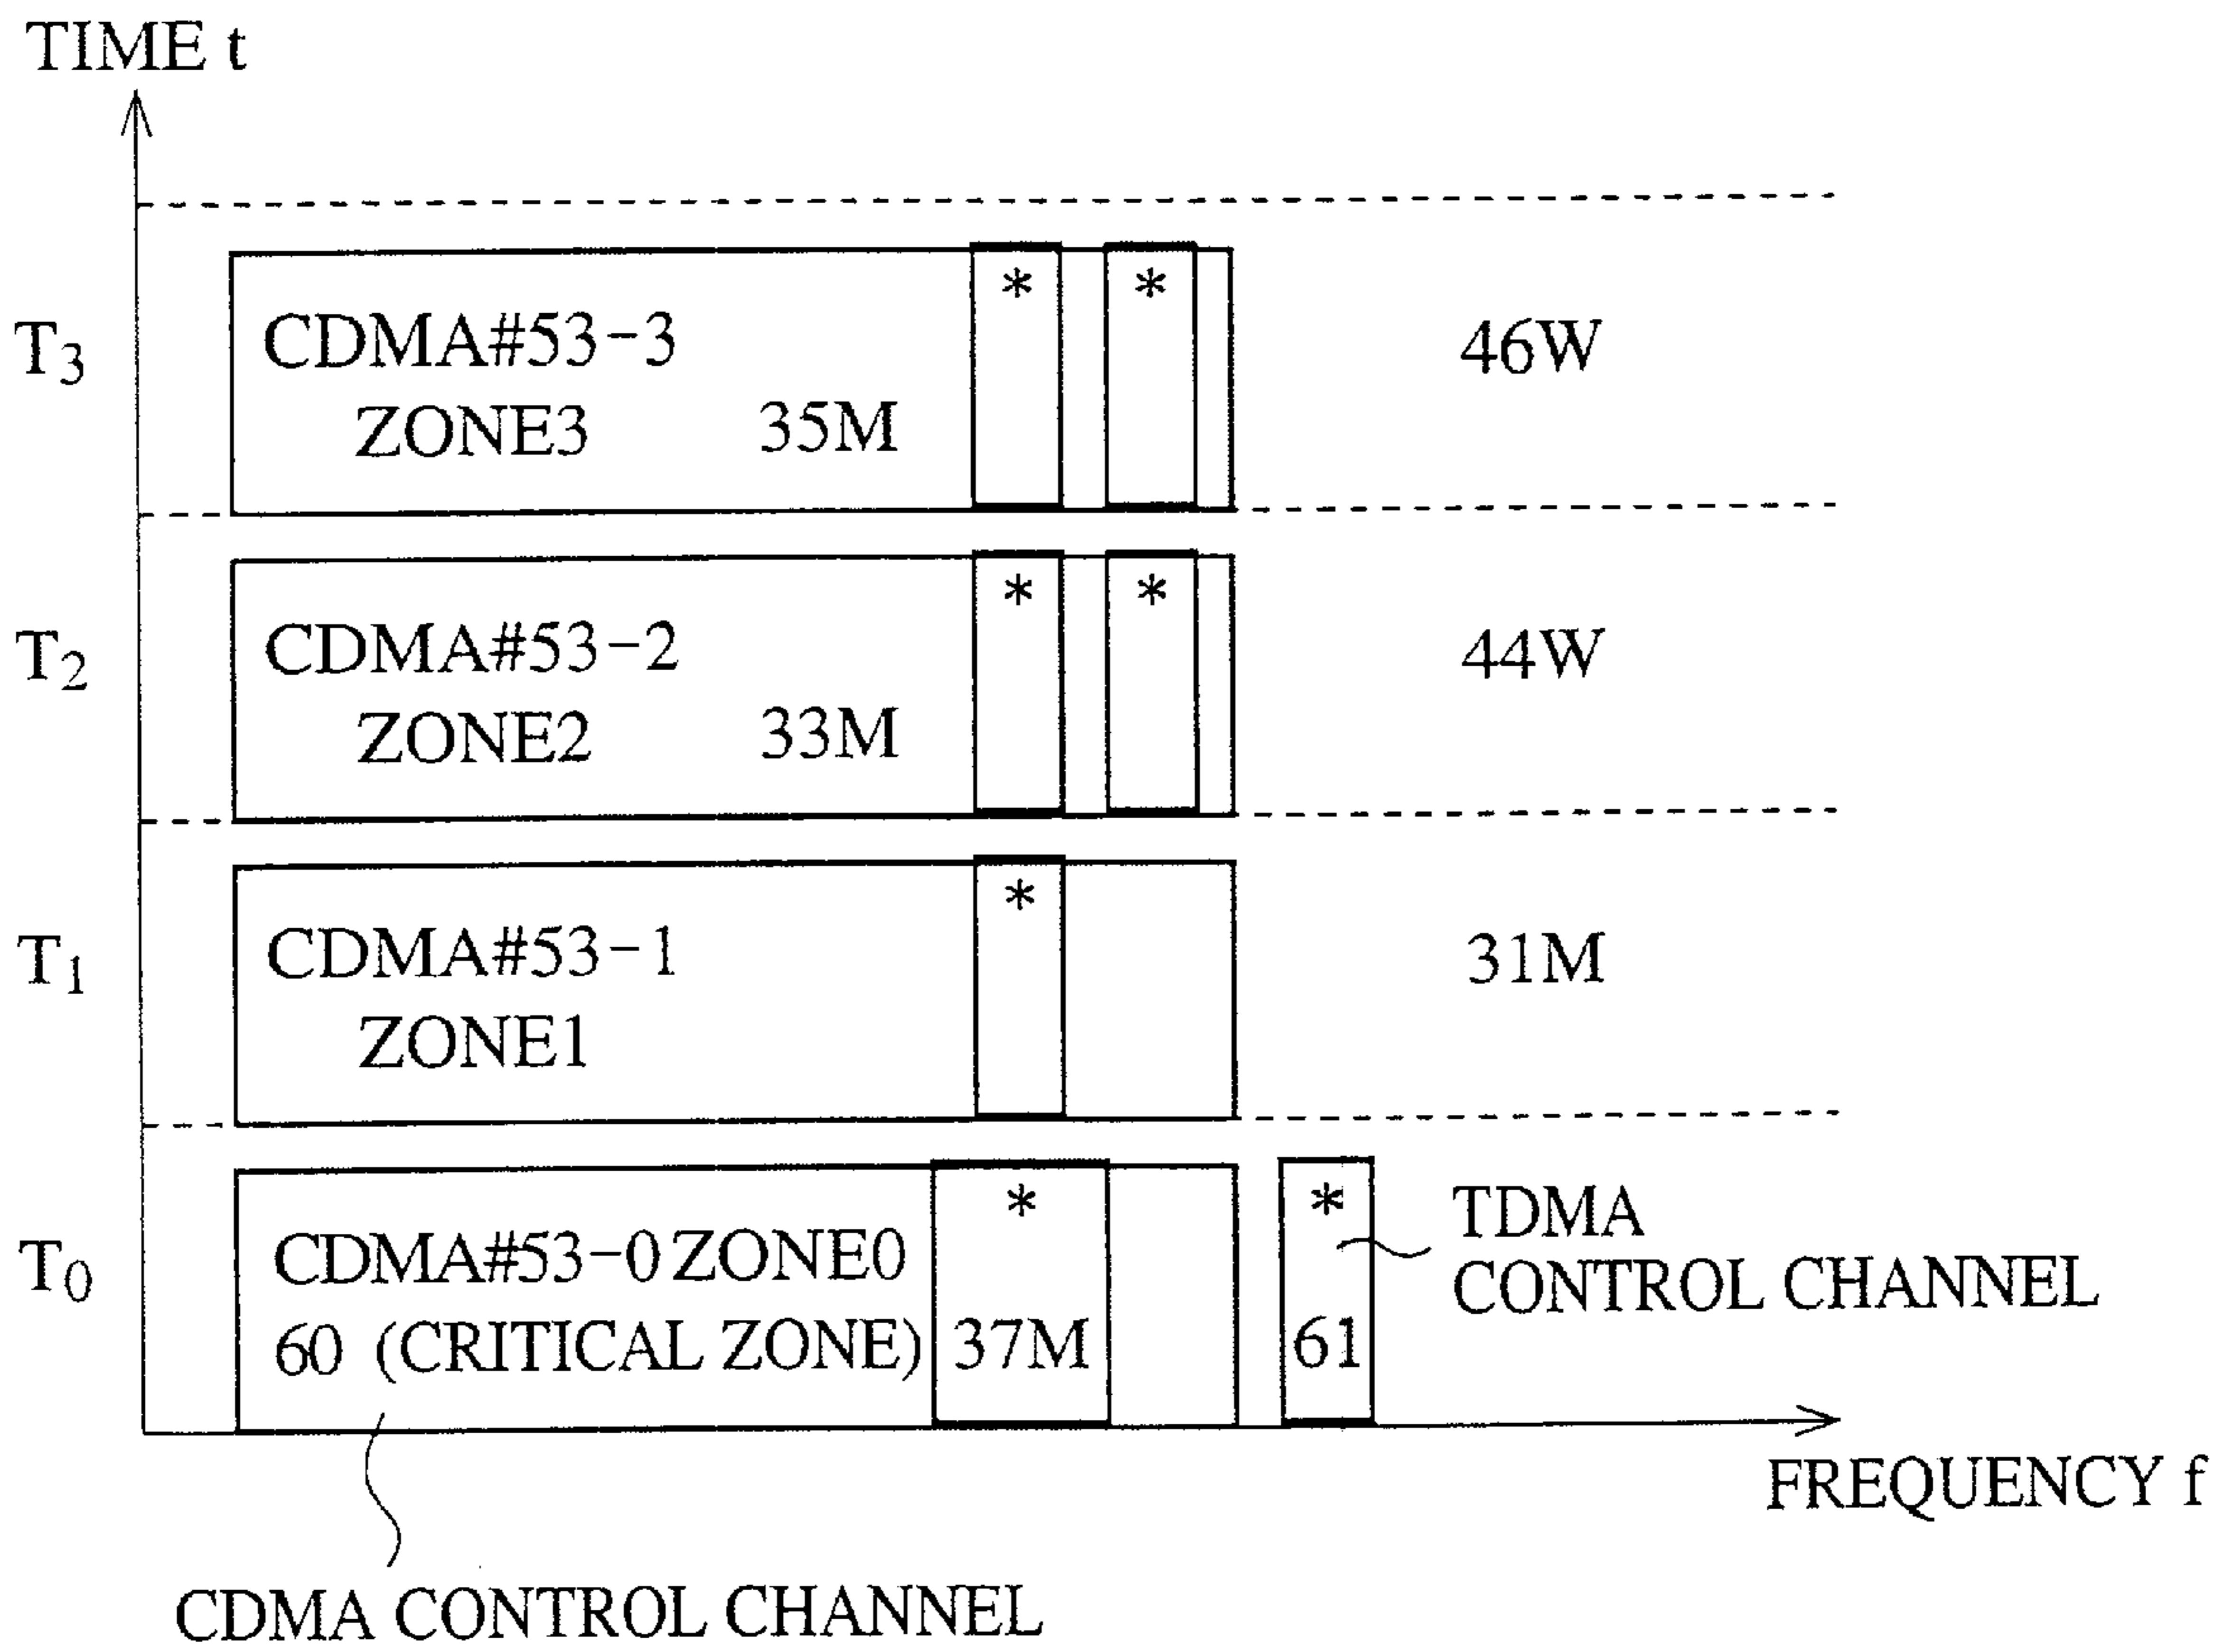 TIME t
T3
CDMA#53-3
*
*
46W
ZONE3 35M
T2
CDMA#53-2
*
*
44W
ZONE2 33M
T1
CDMA#53-1
*
31M
ZONE1
T0
CDMA#53-0 ZONE0
*
*
TDMA
CONTROL CHANNEL
60 (CRITICAL ZONE) 37M
61
FREQUENCY f
CDMA CONTROL CHANNEL